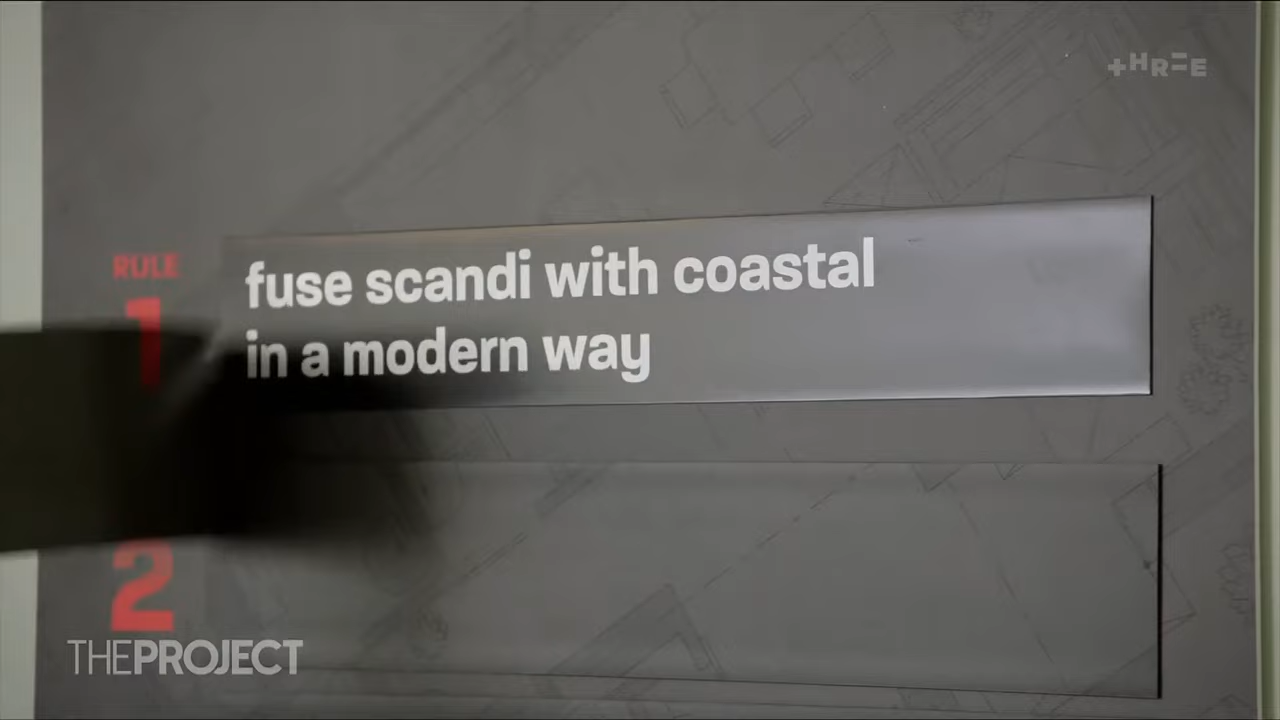 +HR=E
RULE
1
fuse scandi with coastal
in a modern way
2
THEPROJECT